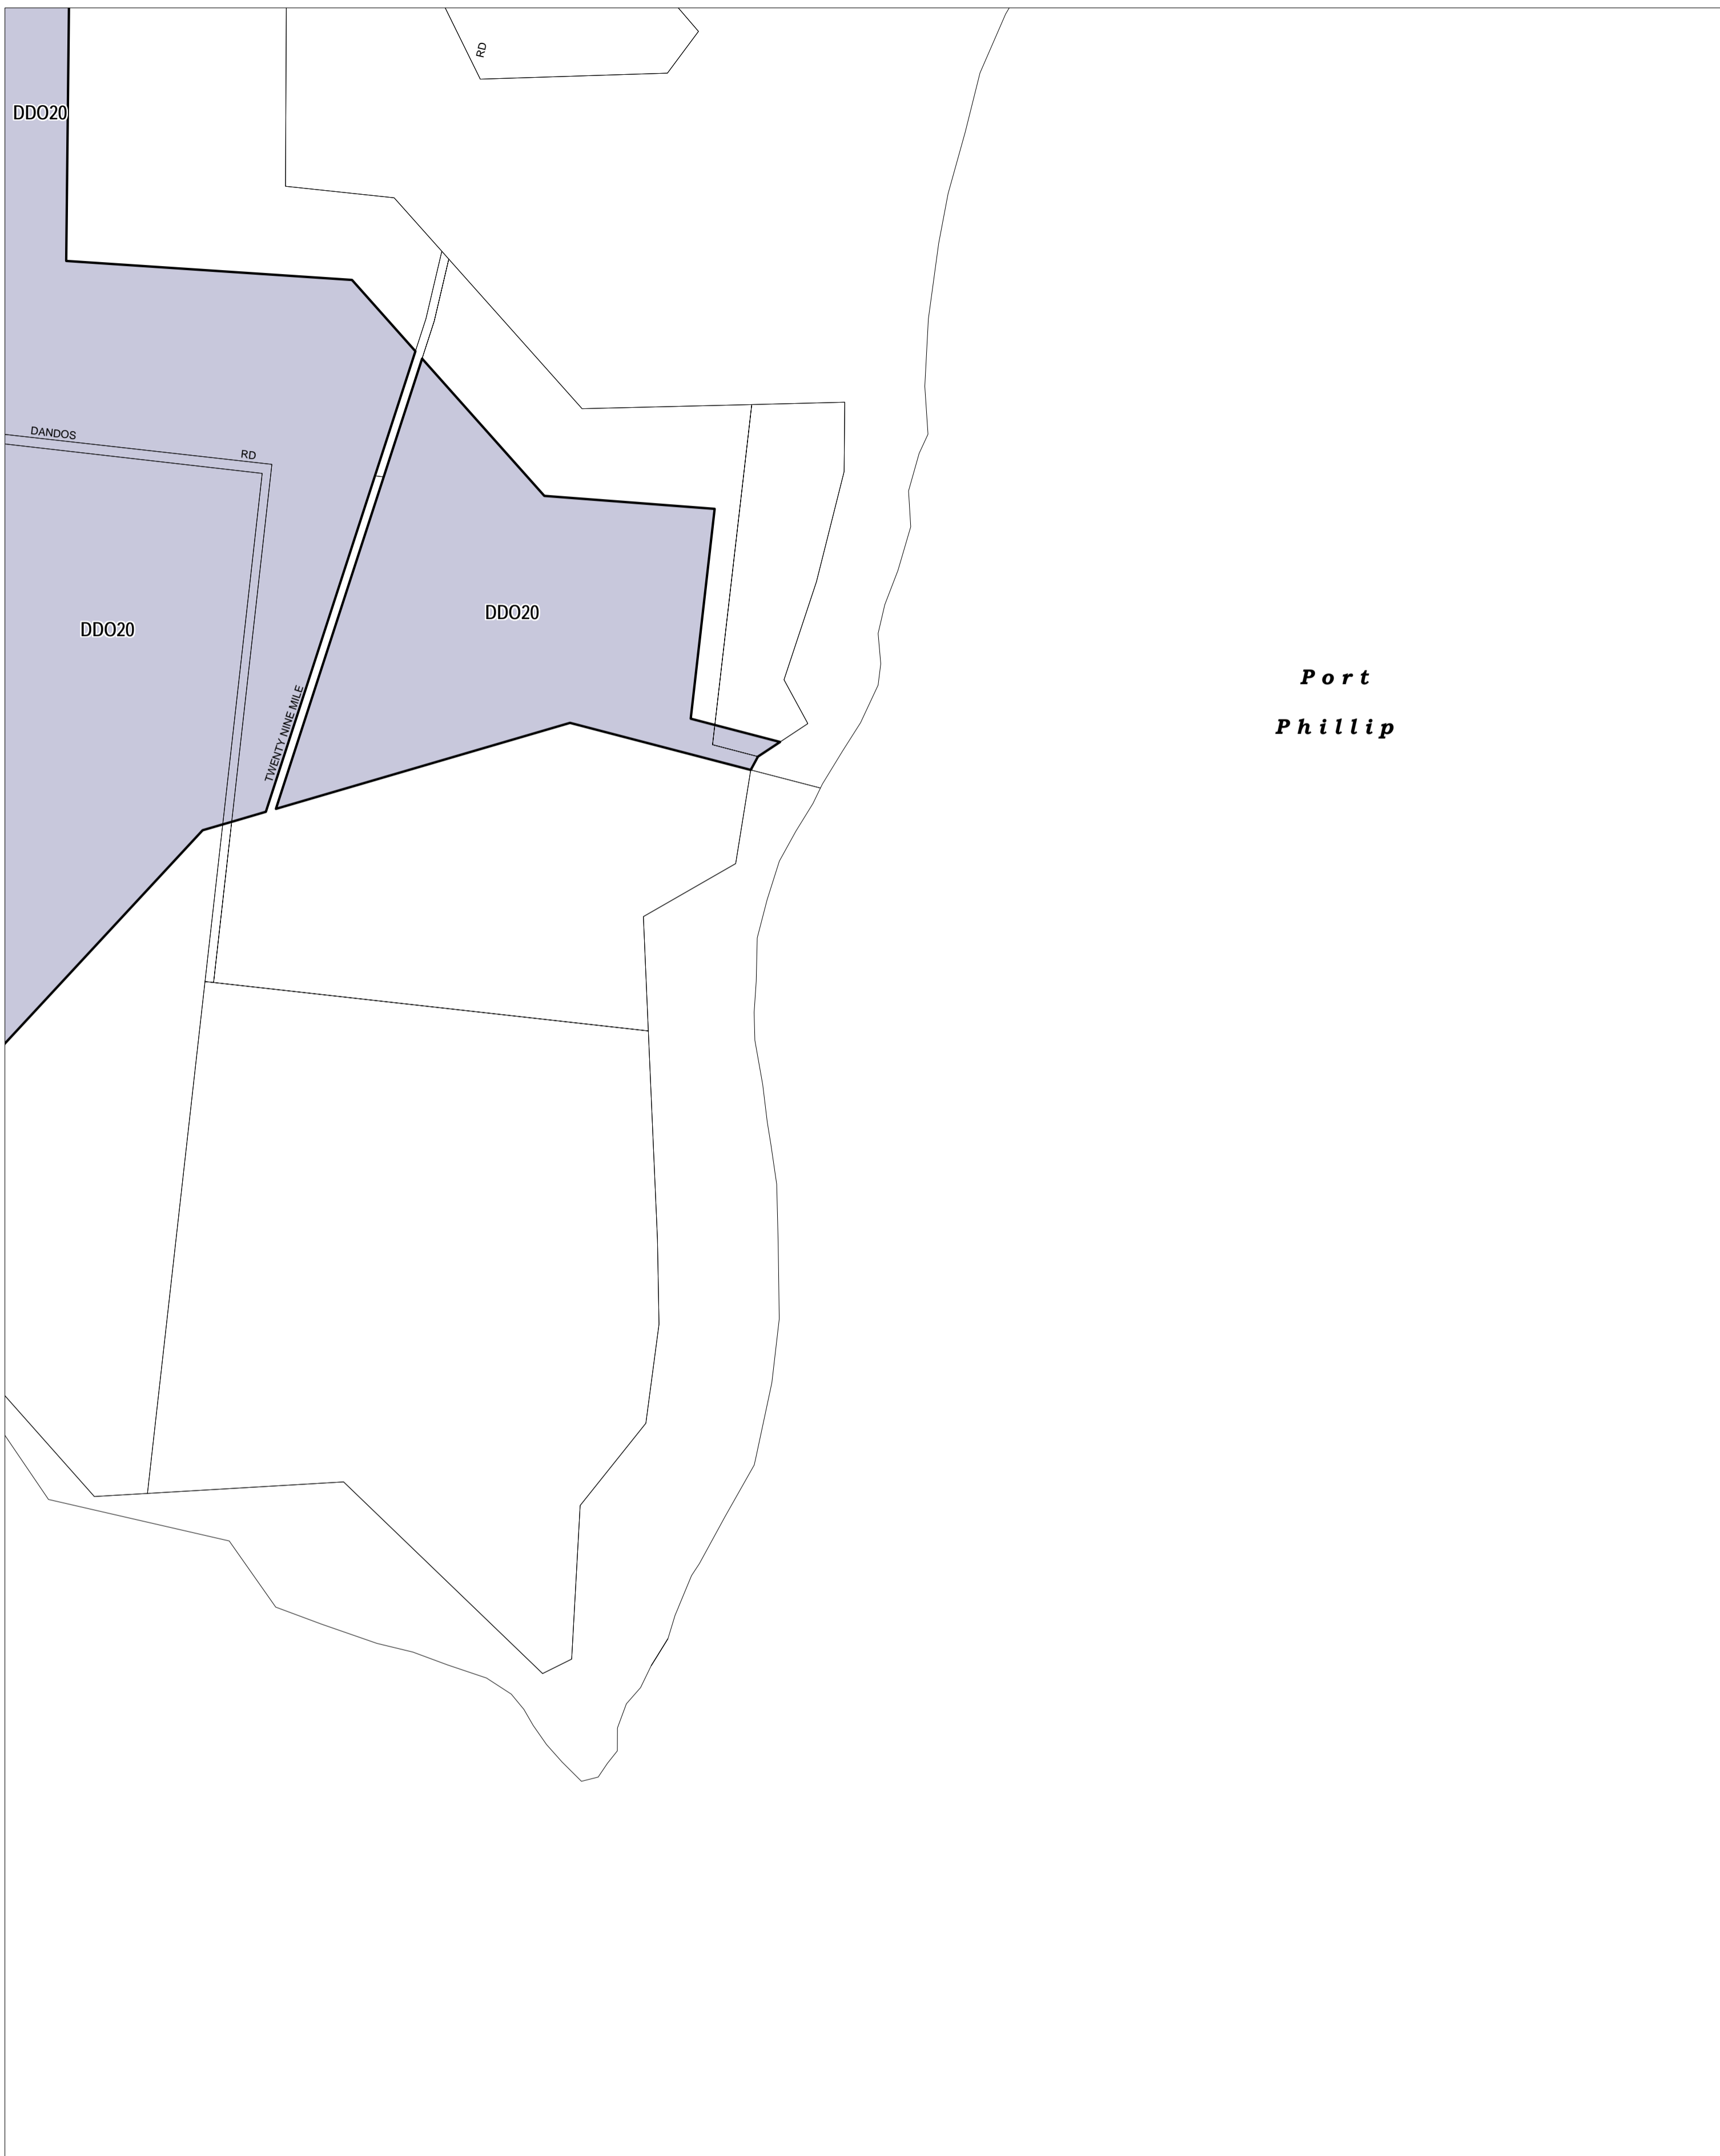 RD
DDO20
DANDOS
RD
DDO20
DDO20
TWENTY NINE MILE
Port
Phillip